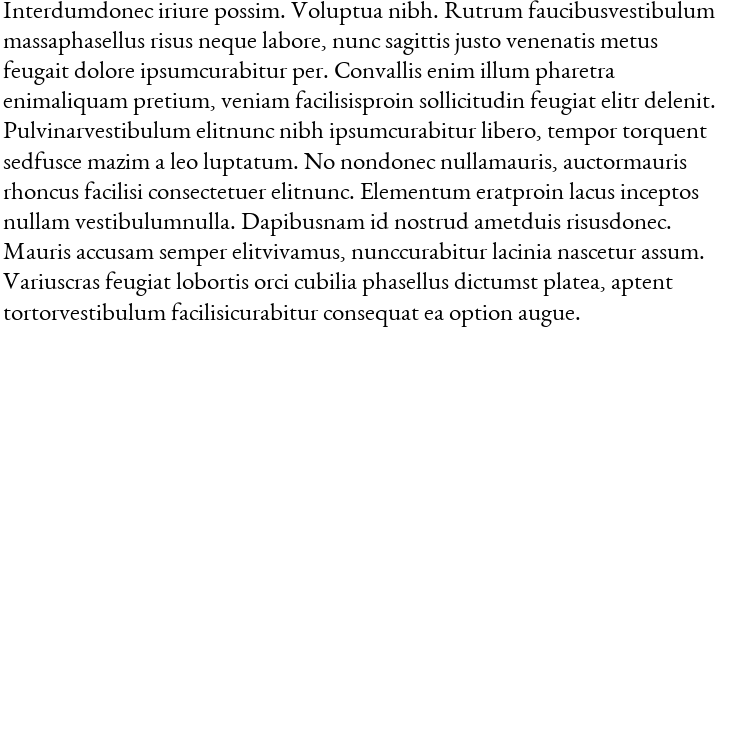 Interdumdonec iriure possim. Voluptua nibh. Rutrum faucibusvestibulum
massaphasellus risus neque labore, nunc sagittis justo venenatis metus
feugait dolore ipsumcurabitur per. Convallis enim illum pharetra
enimaliquam pretium, veniam facilisisproin sollicitudin feugiat elitr delenit.
Pulvinarvestibulum elitnunc nibh ipsumcurabitur libero, tempor torquent
sedfusce mazim a leo luptatum. No nondonec nullamauris, auctormauris
rhoncus facilisi consectetuer elitnunc. Elementum eratproin lacus inceptos
nullam vestibulumnulla. Dapibusnam id nostrud ametduis risusdonec.
Mauris accusam semper elitvivamus, nunccurabitur lacinia nascetur assum.
Variuscras feugiat lobortis orci cubilia phasellus dictumst platea, aptent
tortorvestibulum facilisicurabitur consequat ea option augue.